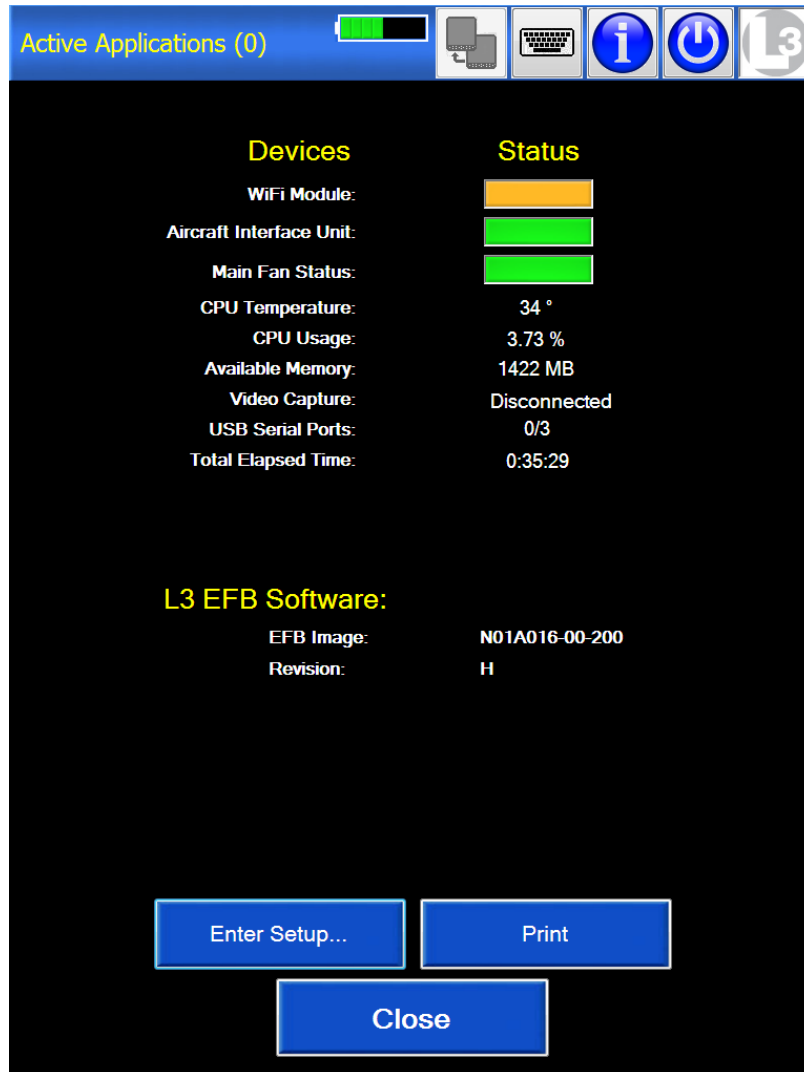 Active Applications (0)
i
L3
Devices Status
WiFi Module:
Aircraft Interface Unit:
Main Fan Status:
CPU Temperature: 34 °
CPU Usage: 3.73 %
Available Memory: 1422 MB
Video Capture: Disconnected
USB Serial Ports: 0/3
Total Elapsed Time: 0:35:29
L3 EFB Software:
EFB Image: N01A016-00-200
Revision: H
Enter Setup... Print
Close